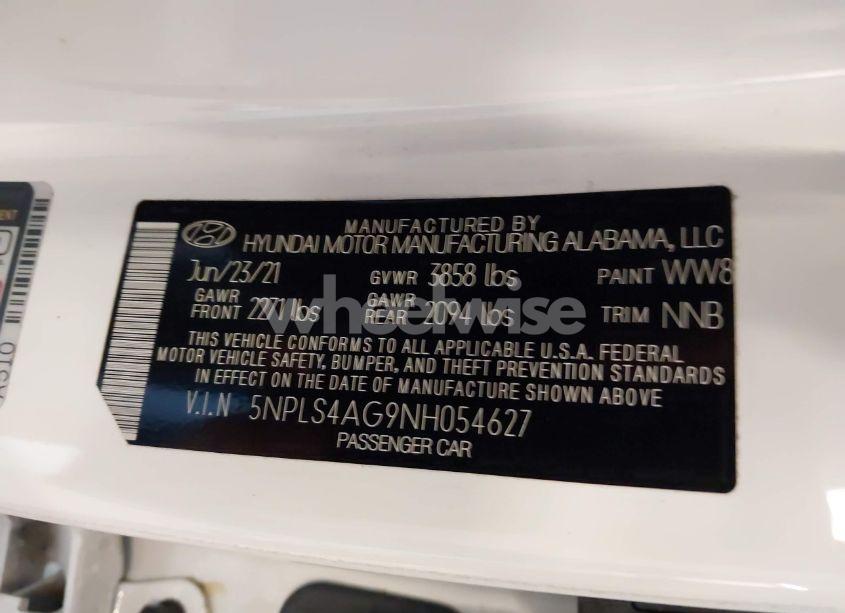 MANUFACTURED BY
HYUNDAI MOTOR MANUFACTURING ALABAMA, LLC
Jun/23/21 GVWR 3858 lbs PAINT WW8
GAWR FRONT 2271 lbs GAWR REAR 2094 lbs TRIM NNB
wheelwise
THIS VEHICLE CONFORMS TO ALL APPLICABLE U.S.A. FEDERAL
MOTOR VEHICLE SAFETY, BUMPER, AND THEFT PREVENTION STANDARDS
IN EFFECT ON THE DATE OF MANUFACTURE SHOWN ABOVE
V.I.N 5NPLS4AG9NH054627
PASSENGER CAR